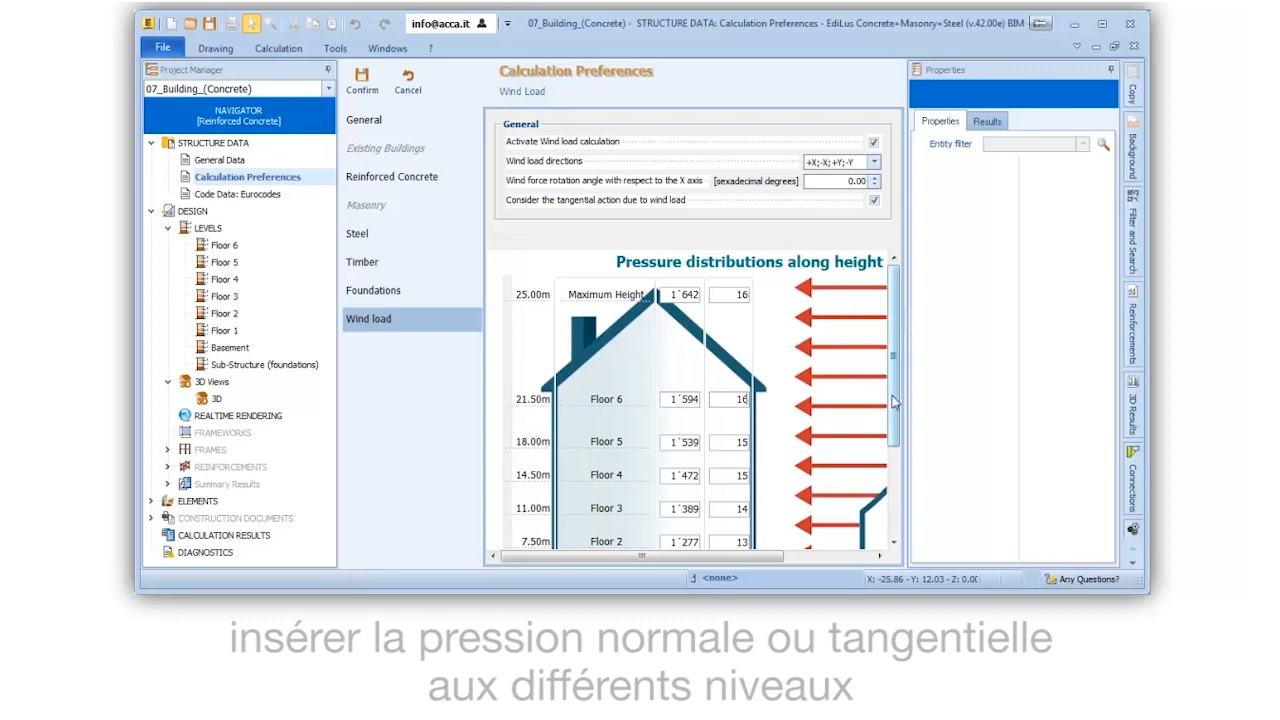 info@acca.it
07_Building_(Concrete) - STRUCTURE DATA: Calculation Preferences - EdiLus Concrete+Masonry+Steel (v.42.00e) BIM
File Drawing Calculation Tools Windows ?
Project Manager
07_Building_(Concrete)
NAVIGATOR
[Reinforced Concrete]
STRUCTURE DATA
General Data
Calculation Preferences
Code Data: Eurocodes
DESIGN
LEVELS
Floor 6
Floor 5
Floor 4
Floor 3
Floor 2
Floor 1
Basement
Sub-Structure (foundations)
3D Views
3D
REALTIME RENDERING
FRAMEWORKS
FRAMES
REINFORCEMENTS
Summary Results
ELEMENTS
CONSTRUCTION DOCUMENTS
CALCULATION RESULTS
DIAGNOSTICS
Confirm Cancel
General
Existing Buildings
Reinforced Concrete
Masonry
Steel
Timber
Foundations
Wind load
Calculation Preferences
Wind Load
General
Activate Wind load calculation
Wind load directions +X;-X;+Y;-Y
Wind force rotation angle with respect to the X axis [sexadecimal degrees] 0.00
Consider the tangential action due to wind load
Pressure distributions along height
25.00m Maximum Height 1´642 16
21.50m Floor 6 1´594 16
18.00m Floor 5 1´539 15
14.50m Floor 4 1´472 15
11.00m Floor 3 1´389 14
7.50m Floor 2 1´277 13
Properties
Properties Results
Entity filter
Copy
Background
Filter and Search
Reinforcements
3D Results
Connections
<none>
X: -25.86 - Y: 12.03 - Z: 0.00
Any Questions?
insérer la pression normale ou tangentielle
aux différents niveaux